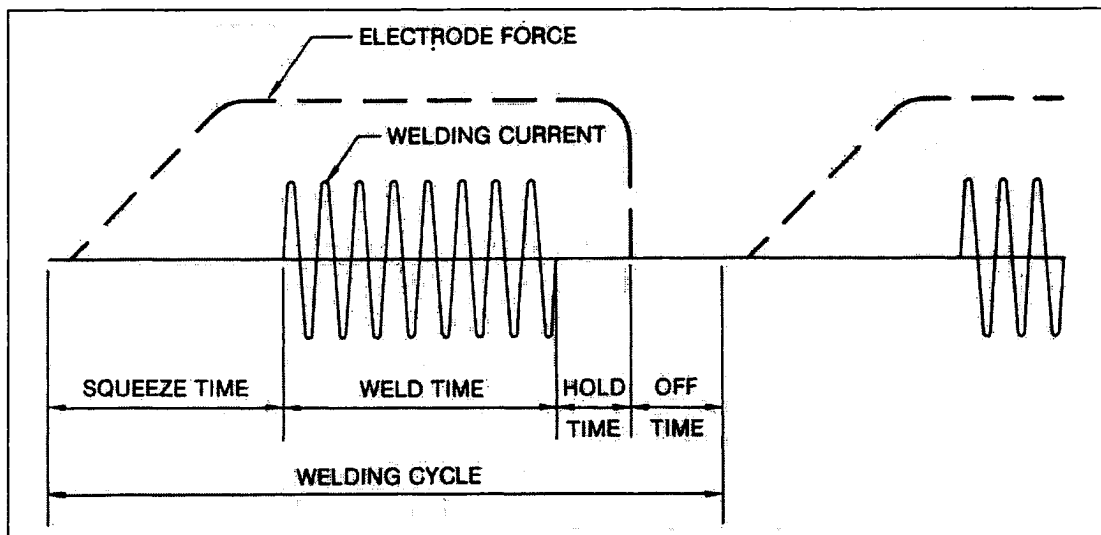 ELECTRODE FORCE
WELDING CURRENT
SQUEEZE TIME
WELD TIME
HOLD
TIME
OFF
TIME
WELDING CYCLE